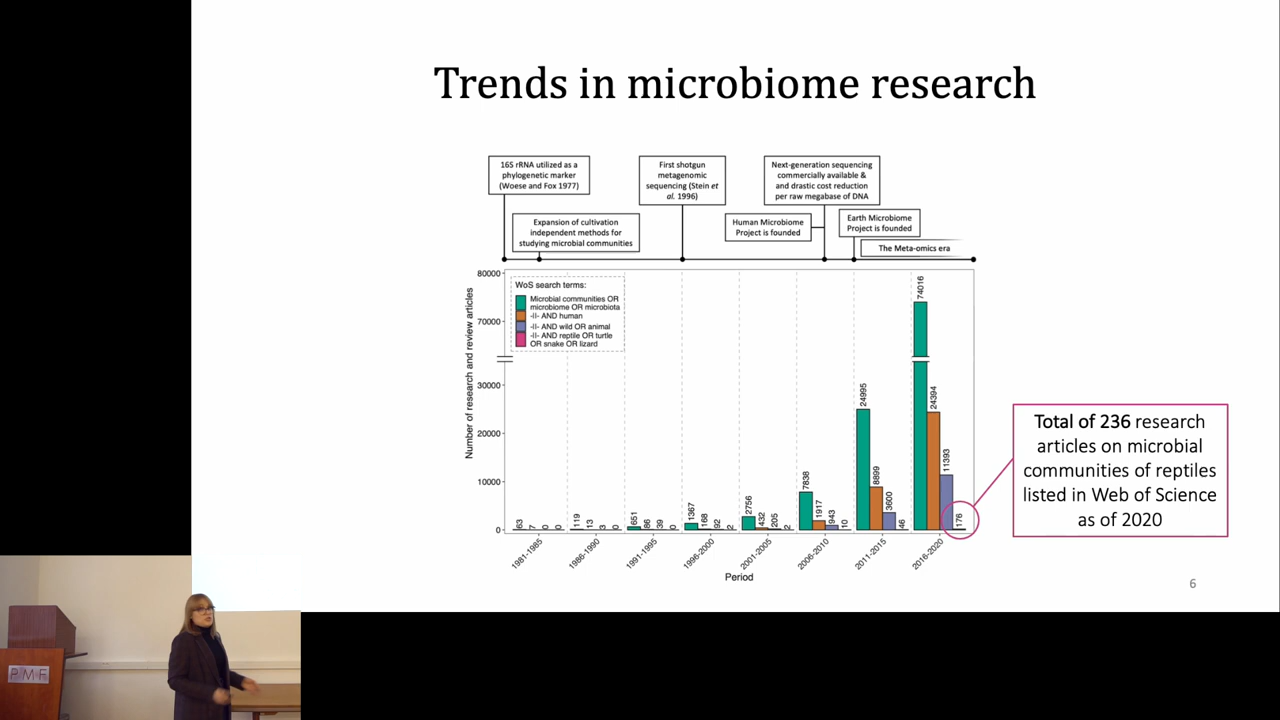 Trends in microbiome research
16S rRNA utilized as a
phylogenetic marker
(Woese and Fox 1977)
First shotgun
metagenomic
sequencing (Stein et
al. 1996)
Next-generation sequencing
commercially available &
and drastic cost reduction
per raw megabase of DNA
Expansion of cultivation
independent methods for
studying microbial communities
Human Microbiome
Project is founded
Earth Microbiome
Project is founded
The Meta-omics era
Number of research and review articles
80000
70000
30000
20000
10000
0
WoS search terms:
Microbial communities OR
microbiome OR microbiota
-II- AND human
-II- AND wild OR animal
-II- AND reptile OR turtle
OR snake OR lizard
63
7
0
0
119
13
3
0
651
86
39
0
1367
168
92
2
2756
432
205
2
7838
1917
943
10
24995
8899
3600
46
74016
24394
11393
176
1981-1985
1986-1990
1991-1995
1996-2000
2001-2005
2006-2010
2011-2015
2016-2020
Period
Total of 236 research
articles on microbial
communities of reptiles
listed in Web of Science
as of 2020
6
PMF